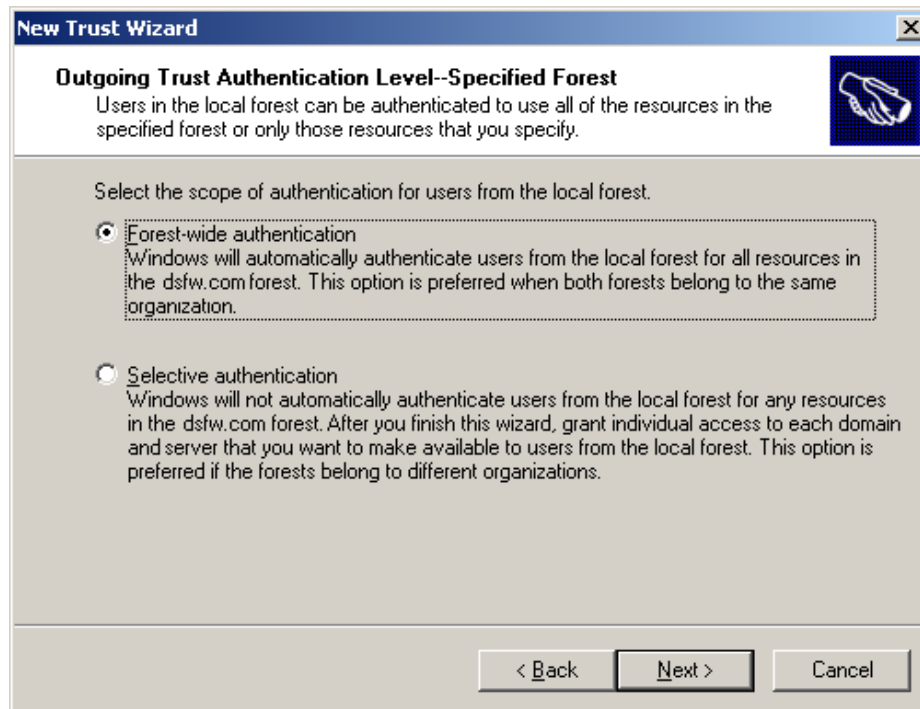 New Trust Wizard
Outgoing Trust Authentication Level--Specified Forest
Users in the local forest can be authenticated to use all of the resources in the
specified forest or only those resources that you specify.
Select the scope of authentication for users from the local forest.
Forest-wide authentication
Windows will automatically authenticate users from the local forest for all resources in
the dsfw.com forest. This option is preferred when both forests belong to the same
organization.
Selective authentication
Windows will not automatically authenticate users from the local forest for any resources
in the dsfw.com forest. After you finish this wizard, grant individual access to each domain
and server that you want to make available to users from the local forest. This option is
preferred if the forests belong to different organizations.
< Back
Next >
Cancel